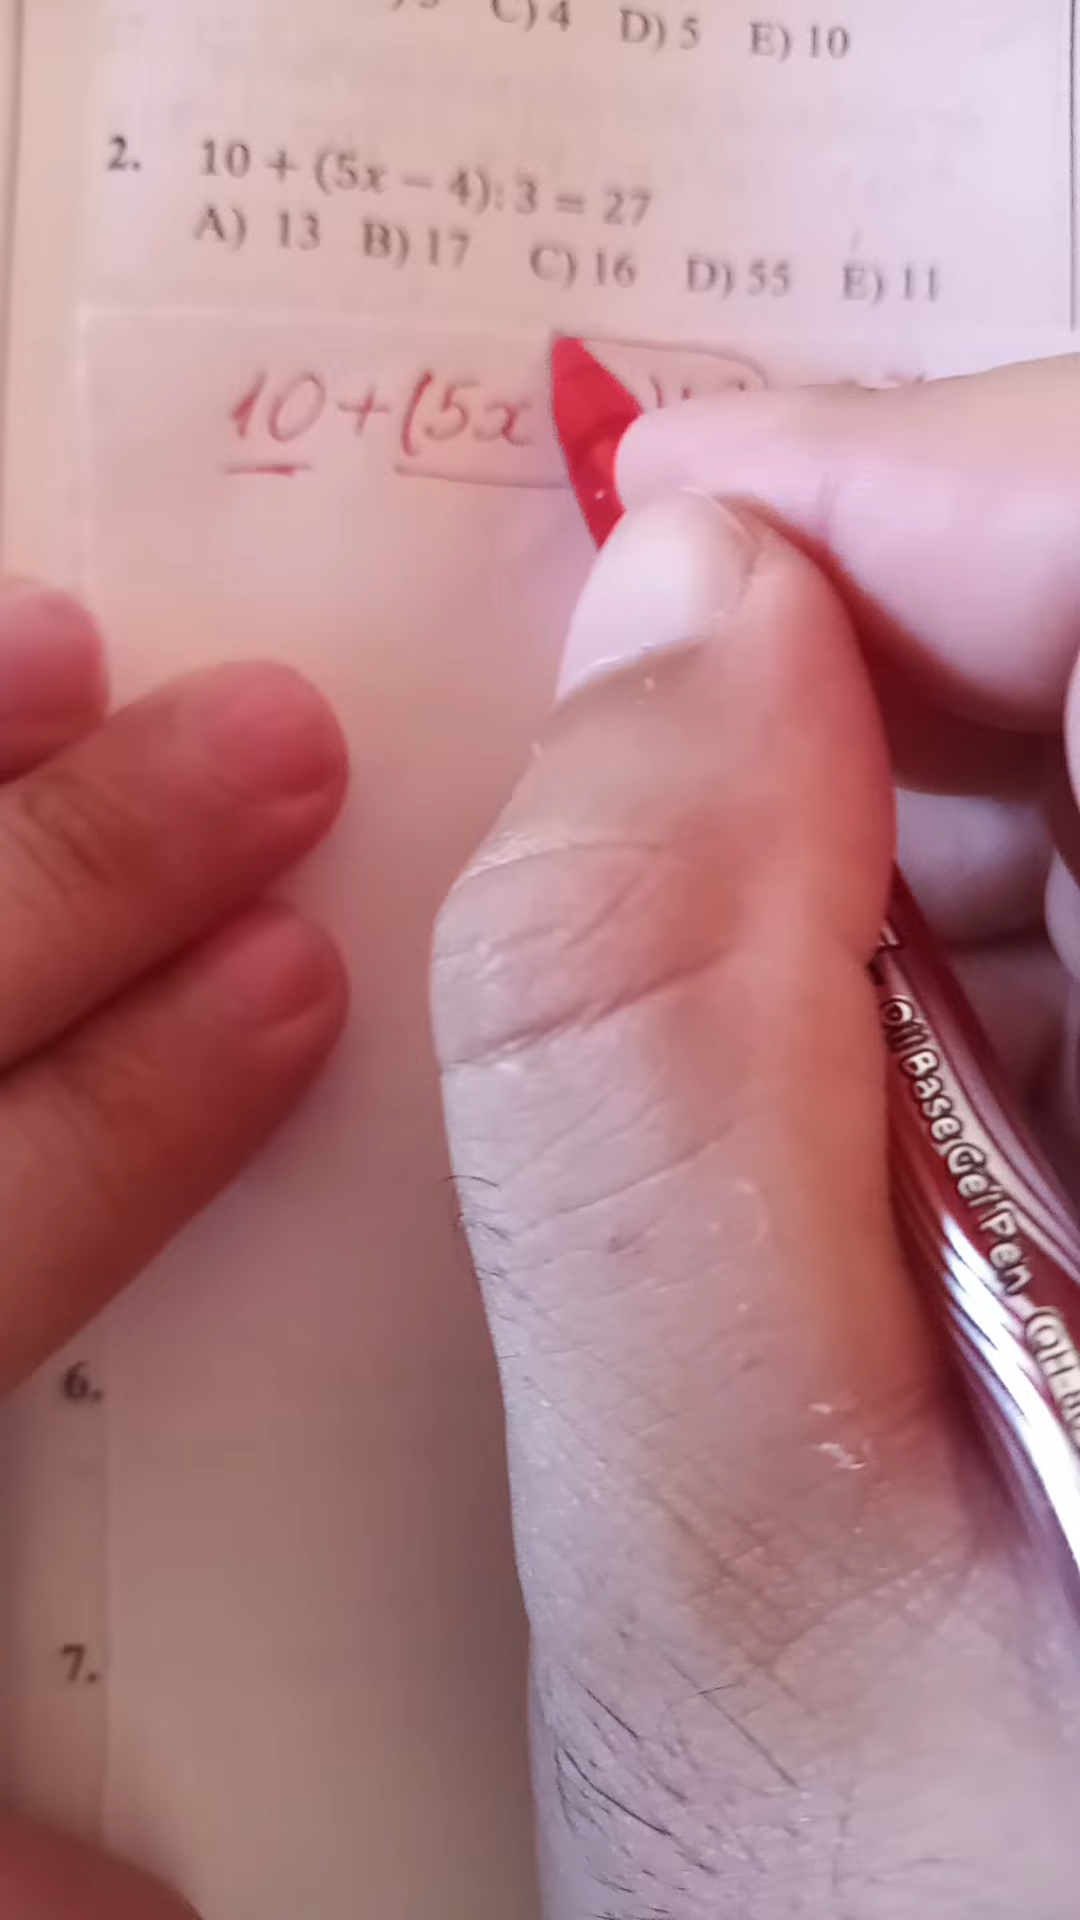 C) 4 D) 5 E) 10
2. 10 + (5x − 4):3 = 27
A) 13 B) 17 C) 16 D) 55 E) 11
10+(5x
6.
7.
Oil Base Gel Pen